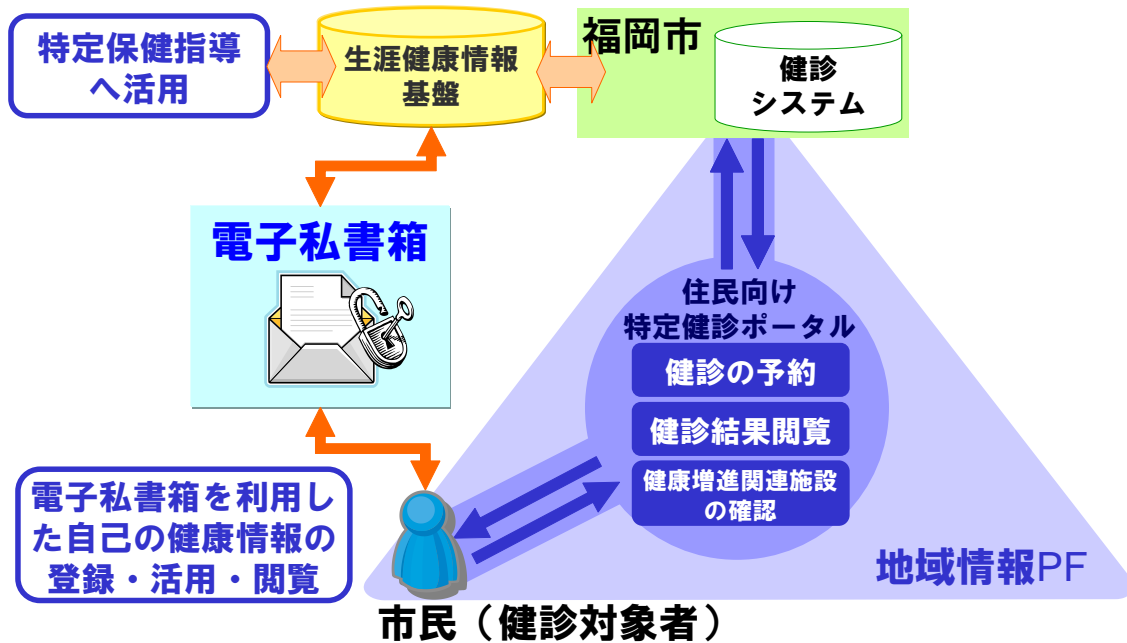 特定保健指導
へ活用
生涯健康情報
基盤
福岡市
健診
システム
電子私書箱
住民向け
特定健診ポータル
健診の予約
健診結果閲覧
健康増進関連施設
の確認
電子私書箱を利用し
た自己の健康情報の
登録・活用・閲覧
地域情報PF
市民（健診対象者）